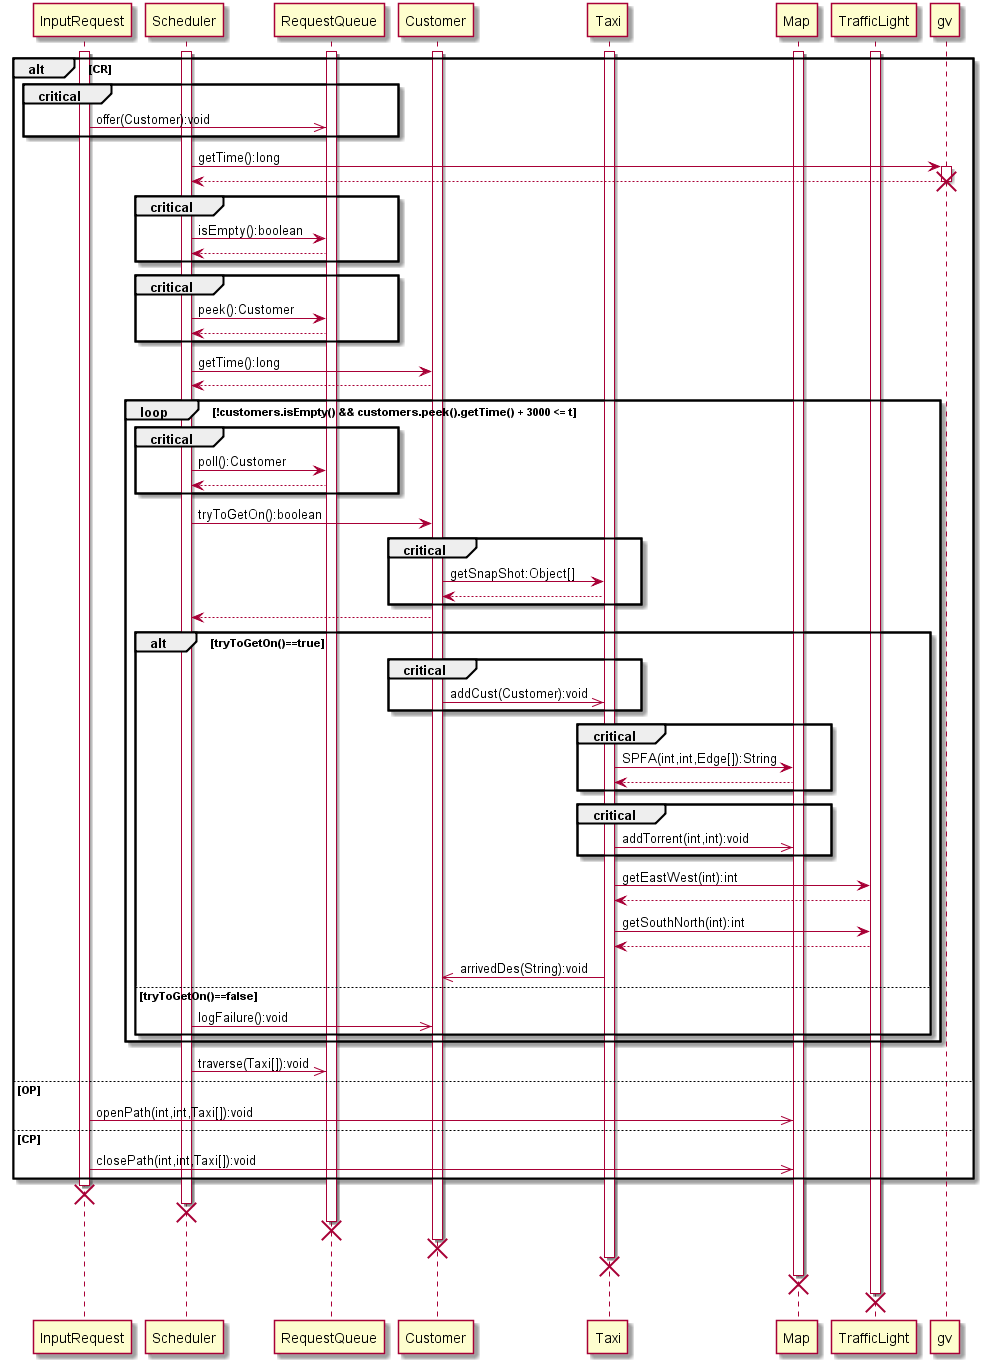 InputRequest Scheduler RequestQueue Customer Taxi Map TrafficLight gv
alt [CR]
critical
offer(Customer):void
getTime():long
critical
isEmpty():boolean
critical
peek():Customer
getTime():long
loop [!customers.isEmpty() && customers.peek().getTime() + 3000 <= t]
critical
poll():Customer
tryToGetOn():boolean
critical
getSnapShot:Object[]
alt [tryToGetOn()==true]
critical
addCust(Customer):void
critical
SPFA(int,int,Edge[]):String
critical
addTorrent(int,int):void
getEastWest(int):int
getSouthNorth(int):int
arrivedDes(String):void
[tryToGetOn()==false]
logFailure():void
traverse(Taxi[]):void
[OP]
openPath(int,int,Taxi[]):void
[CP]
closePath(int,int,Taxi[]):void
InputRequest Scheduler RequestQueue Customer Taxi Map TrafficLight gv